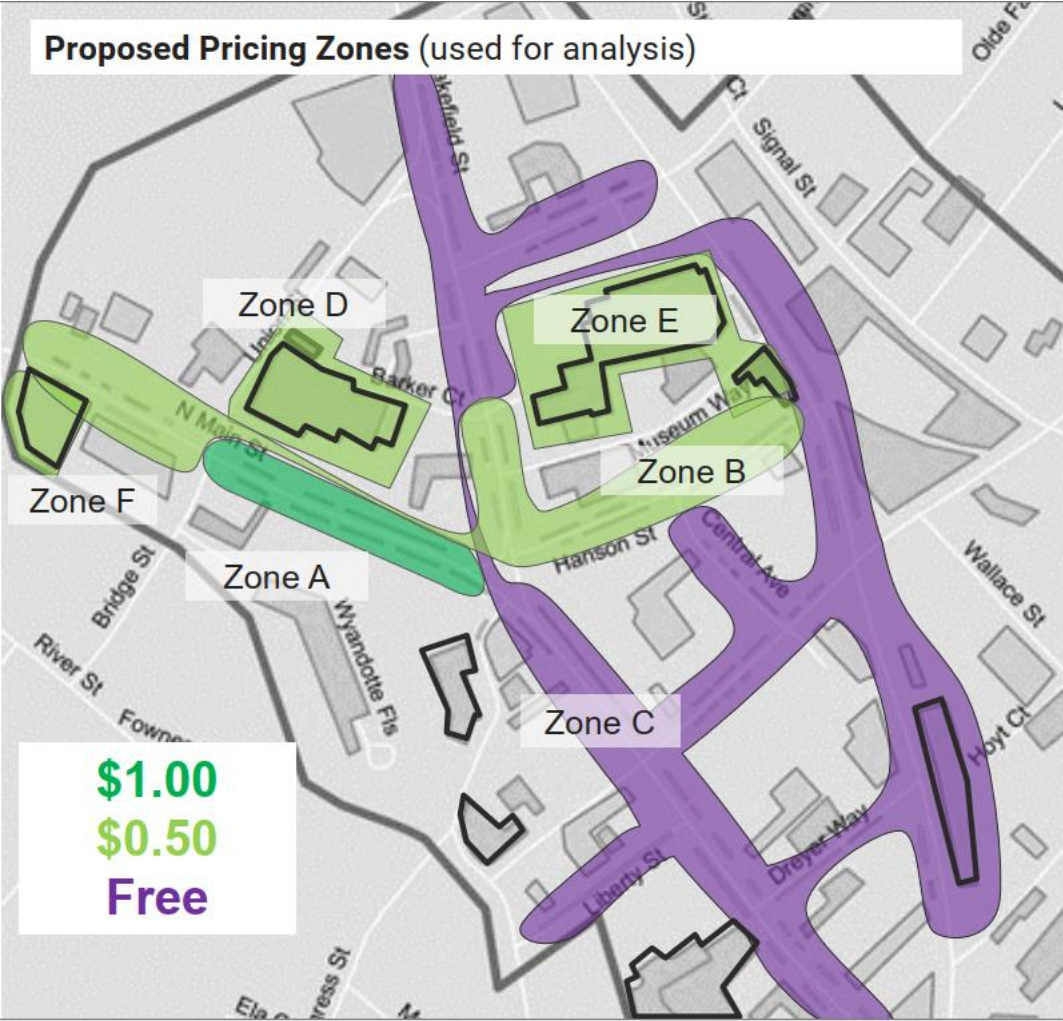 Proposed Pricing Zones (used for analysis)
Ct
Signal St
Zone D
Zone E
Barker Ct
N Main St
Museum Way
Zone B
Zone F
Hanson St
Central Ave
Zone A
Bridge St
Wallace St
Wyandotte Fls
River St
Zone C
Hoyt Ct
$1.00
$0.50
Free
Dreyer Way
Liberty St